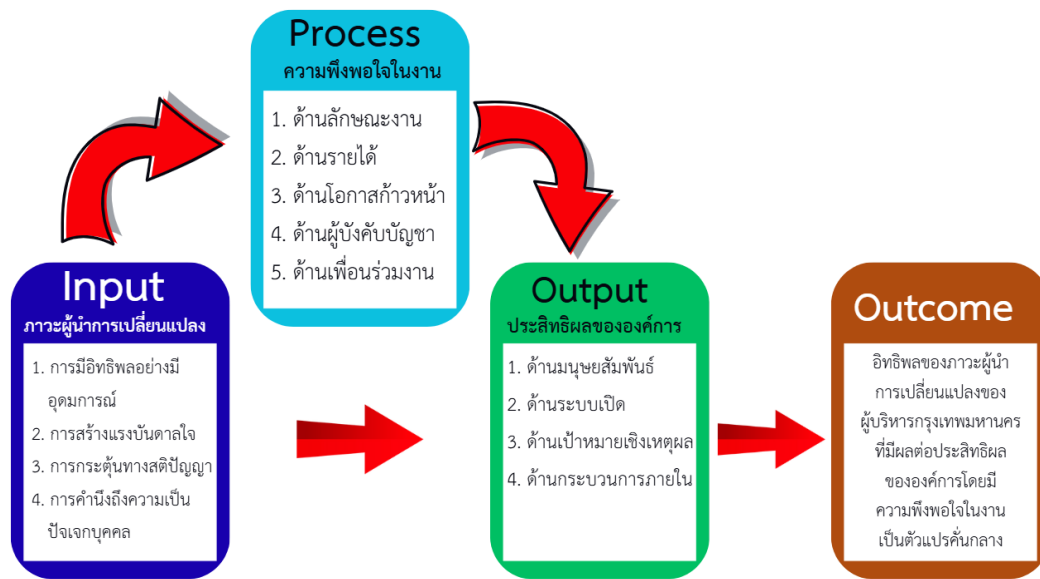 Process
ความพึงพอใจในงาน
1. ด้านลักษณะงาน
2. ด้านรายได้
3. ด้านโอกาสก้าวหน้า
4. ด้านผู้บังคับบัญชา
5. ด้านเพื่อนร่วมงาน
Input
ภาวะผู้นำการเปลี่ยนแปลง
1. การมีอิทธิพลอย่างมี
อุดมการณ์
2. การสร้างแรงบันดาลใจ
3. การกระตุ้นทางสติปัญญา
4. การคำนึงถึงความเป็น
ปัจเจกบุคคล
Output
ประสิทธิผลขององค์การ
1. ด้านมนุษยสัมพันธ์
2. ด้านระบบเปิด
3. ด้านเป้าหมายเชิงเหตุผล
4. ด้านกระบวนการภายใน
Outcome
อิทธิพลของภาวะผู้นำ
การเปลี่ยนแปลงของ
ผู้บริหารกรุงเทพมหานคร
ที่มีผลต่อประสิทธิผล
ขององค์การโดยมี
ความพึงพอใจในงาน
เป็นตัวแปรคั่นกลาง